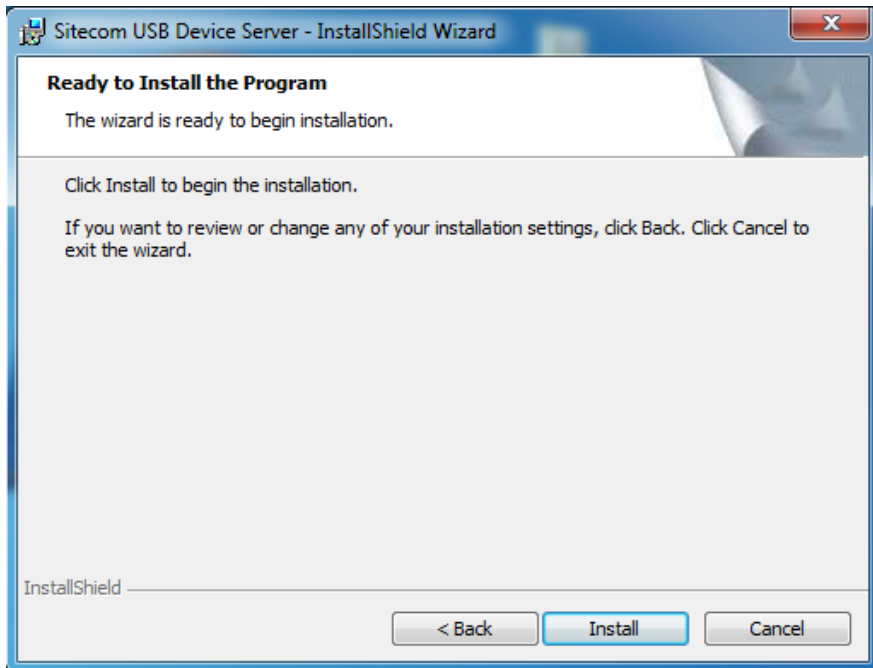 Sitecom USB Device Server - InstallShield Wizard
Ready to Install the Program
The wizard is ready to begin installation.
Click Install to begin the installation.
If you want to review or change any of your installation settings, click Back. Click Cancel to
exit the wizard.
InstallShield
< Back
Install
Cancel